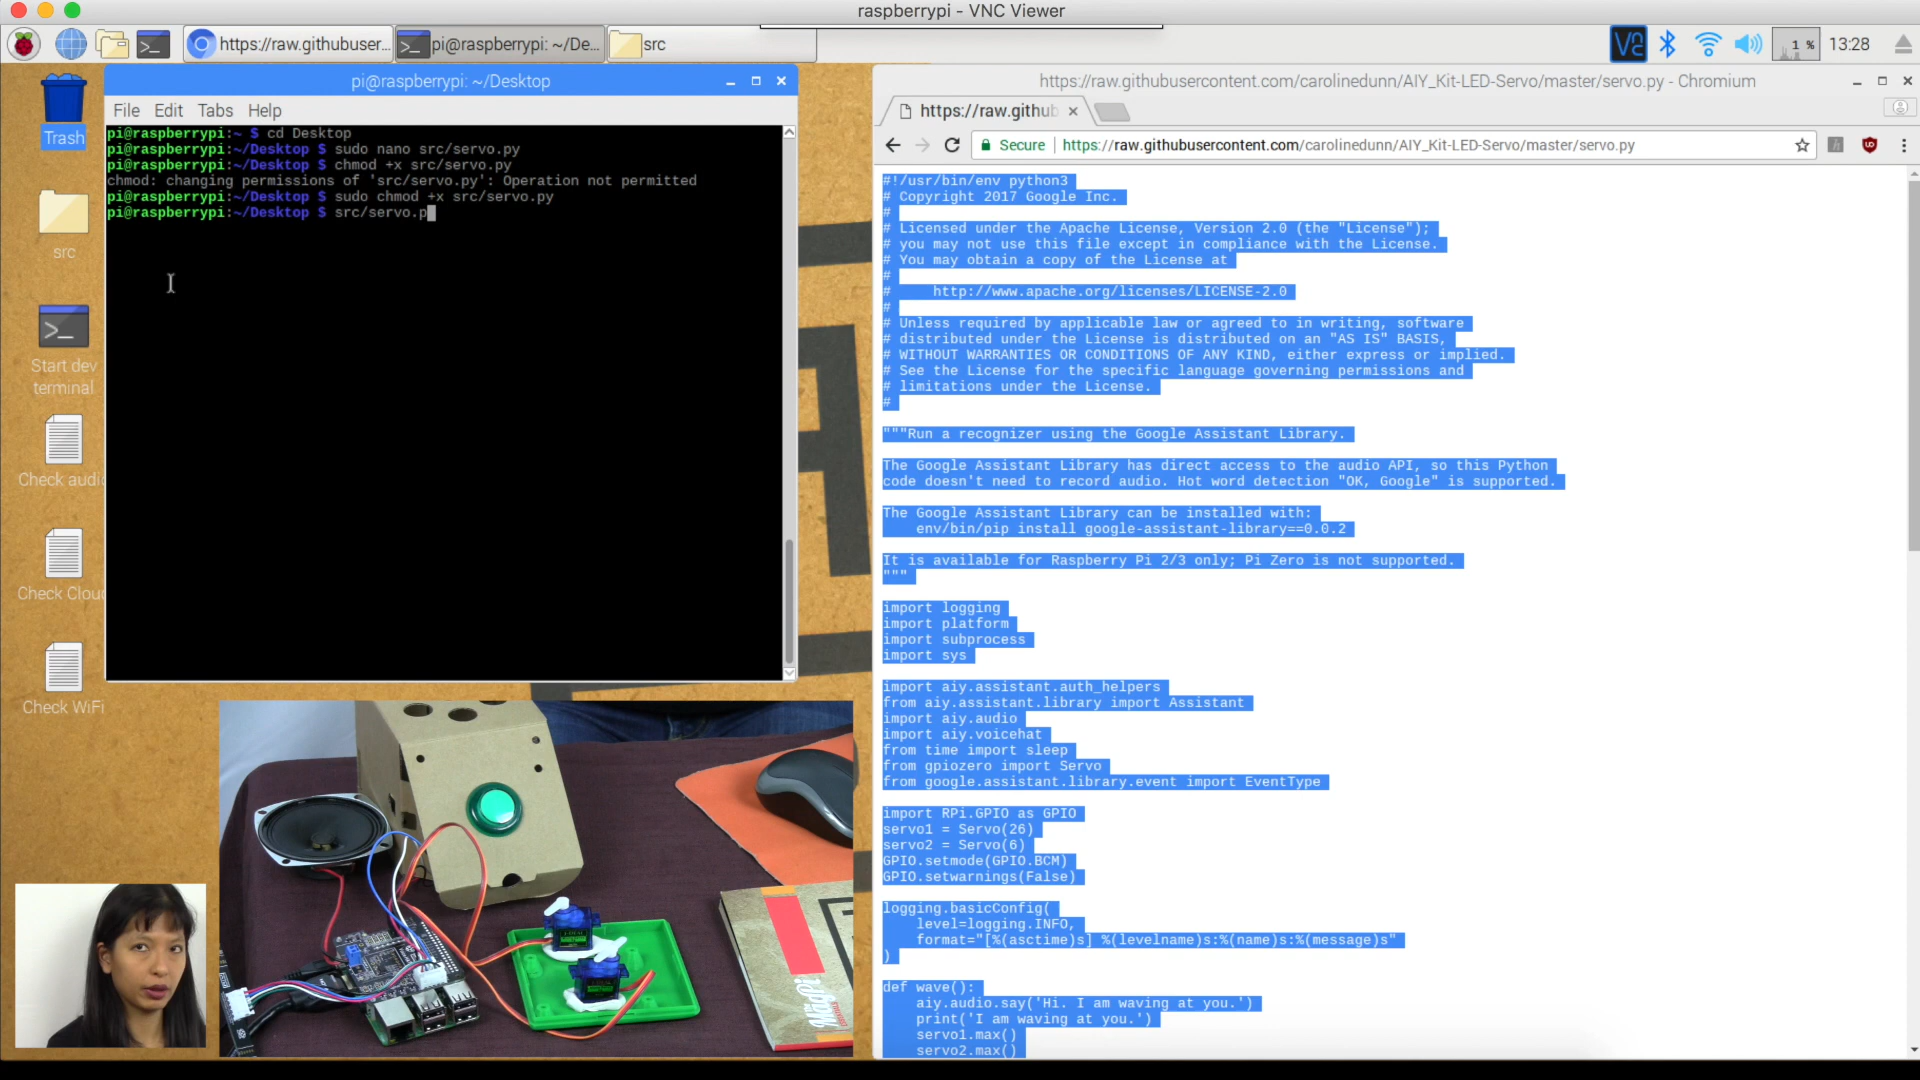 raspberrypi - VNC Viewer
https://raw.githubuser...
pi@raspberrypi: ~/De...
src
1 %
13:28
Trash
src
Start dev
terminal
Check audi
Check Clou
Check WiFi
pi@raspberrypi: ~/Desktop
File Edit Tabs Help
pi@raspberrypi:~ $ cd Desktop
pi@raspberrypi:~/Desktop $ sudo nano src/servo.py
pi@raspberrypi:~/Desktop $ chmod +x src/servo.py
chmod: changing permissions of 'src/servo.py': Operation not permitted
pi@raspberrypi:~/Desktop $ sudo chmod +x src/servo.py
pi@raspberrypi:~/Desktop $ src/servo.p
https://raw.githubusercontent.com/carolinedunn/AIY_Kit-LED-Servo/master/servo.py - Chromium
https://raw.github
Secure https://raw.githubusercontent.com/carolinedunn/AIY_Kit-LED-Servo/master/servo.py
#!/usr/bin/env python3
# Copyright 2017 Google Inc.
#
# Licensed under the Apache License, Version 2.0 (the "License");
# you may not use this file except in compliance with the License.
# You may obtain a copy of the License at
#
#     http://www.apache.org/licenses/LICENSE-2.0
#
# Unless required by applicable law or agreed to in writing, software
# distributed under the License is distributed on an "AS IS" BASIS,
# WITHOUT WARRANTIES OR CONDITIONS OF ANY KIND, either express or implied.
# See the License for the specific language governing permissions and
# limitations under the License.
#
"""Run a recognizer using the Google Assistant Library.
The Google Assistant Library has direct access to the audio API, so this Python
code doesn't need to record audio. Hot word detection "OK, Google" is supported.
The Google Assistant Library can be installed with:
    env/bin/pip install google-assistant-library==0.0.2
It is available for Raspberry Pi 2/3 only; Pi Zero is not supported.
"""
import logging
import platform
import subprocess
import sys
import aiy.assistant.auth_helpers
from aiy.assistant.library import Assistant
import aiy.audio
import aiy.voicehat
from time import sleep
from gpiozero import Servo
from google.assistant.library.event import EventType
import RPi.GPIO as GPIO
servo1 = Servo(26)
servo2 = Servo(6)
GPIO.setmode(GPIO.BCM)
GPIO.setwarnings(False)
logging.basicConfig(
    level=logging.INFO,
    format="[%(asctime)s] %(levelname)s:%(name)s:%(message)s"
)
def wave():
    aiy.audio.say('Hi. I am waving at you.')
    print('I am waving at you.')
    servo1.max()
    servo2.max()
MagPi